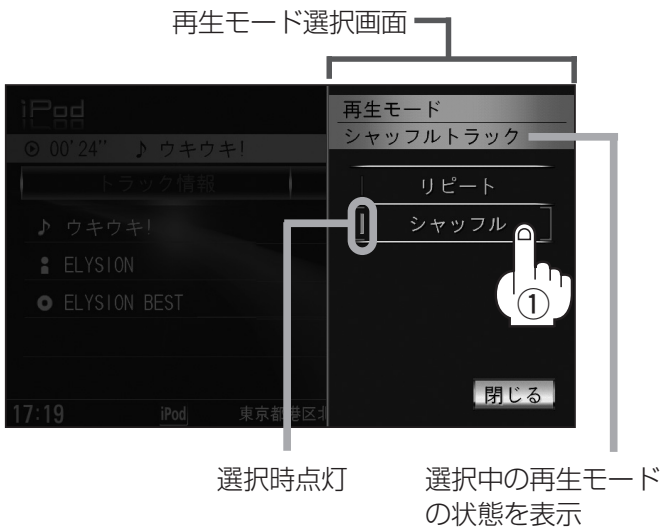 再生モード選択画面
iPod
00'24" ♪ ウキウキ!
トラック情報
♪ ウキウキ!
ELYSION
ELYSION BEST
17:19 iPod 東京都港区北
再生モード
シャッフルトラック
リピート
シャッフル
①
閉じる
選択時点灯
選択中の再生モード
の状態を表示